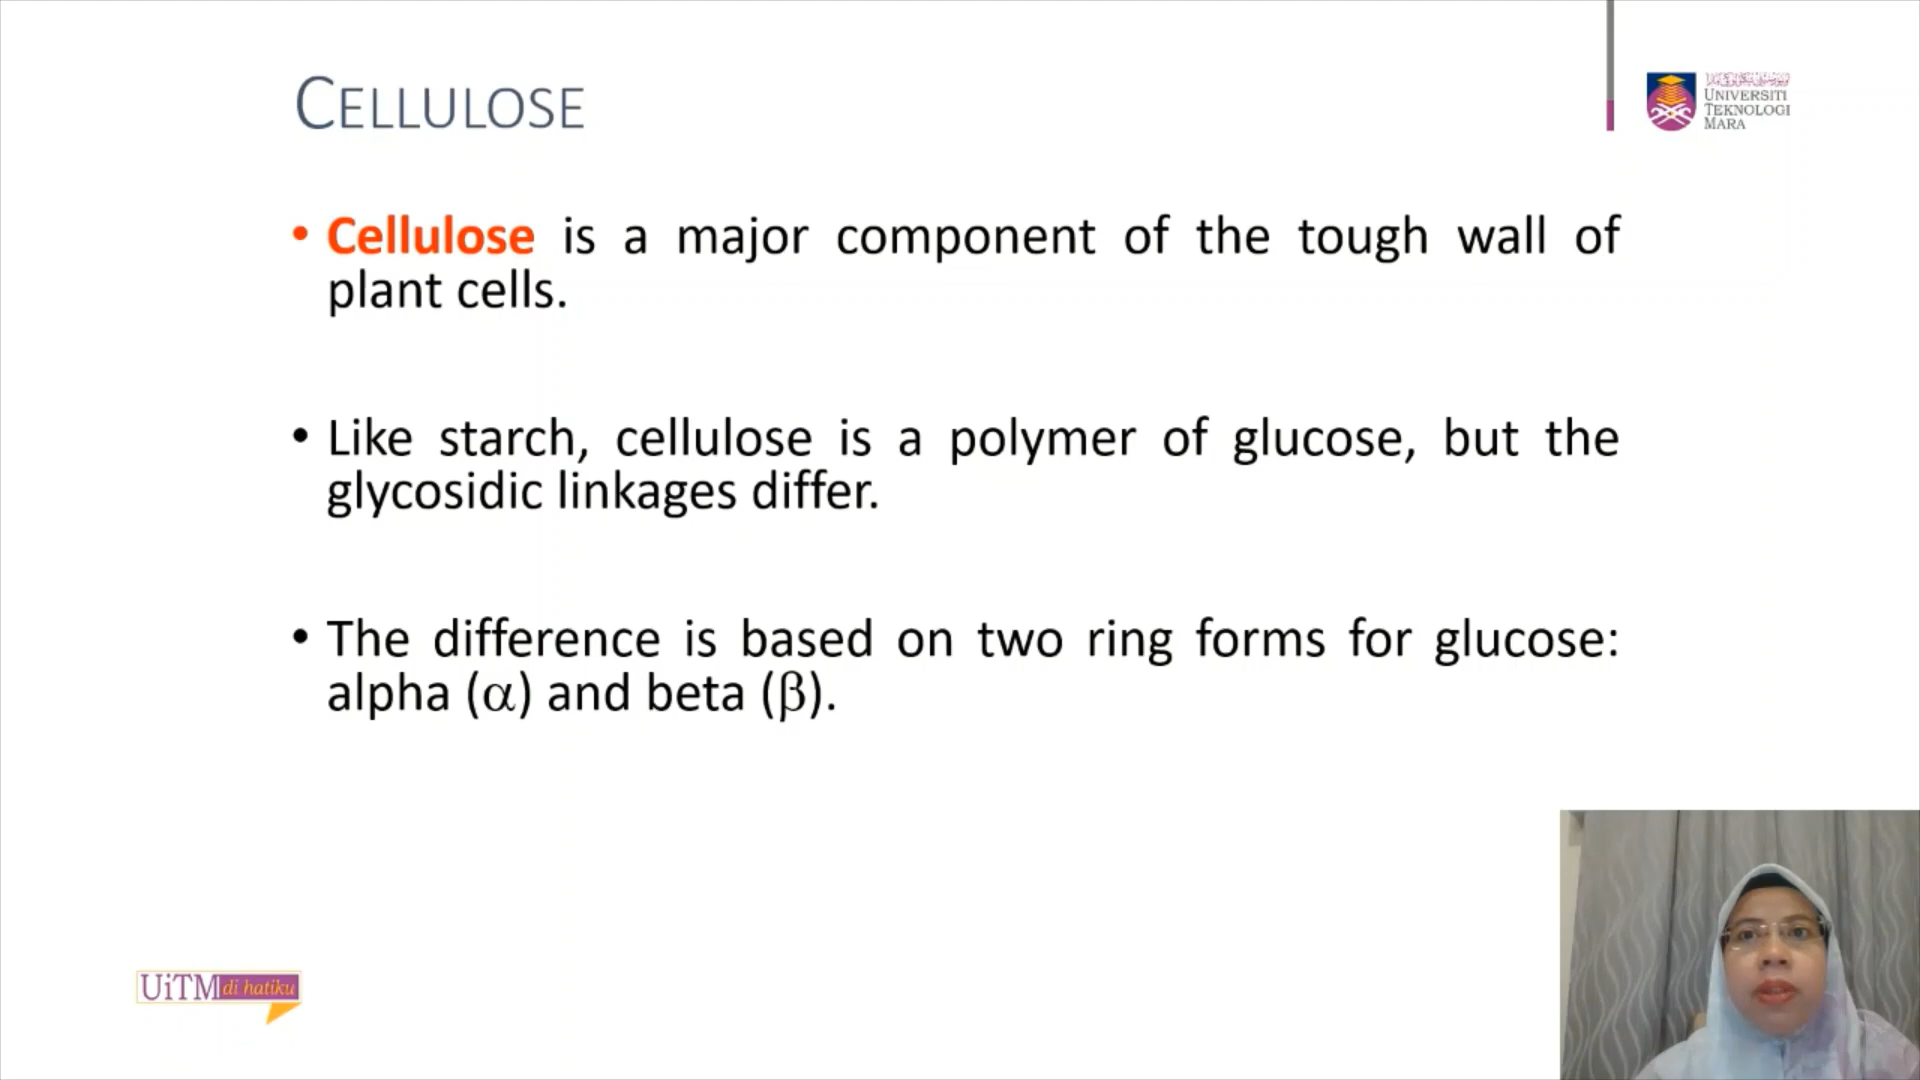 CELLULOSE
UNIVERSITI
TEKNOLOGI
MARA
• Cellulose is a major component of the tough wall of
plant cells.
• Like starch, cellulose is a polymer of glucose, but the
glycosidic linkages differ.
• The difference is based on two ring forms for glucose:
alpha (α) and beta (β).
UiTM di hatiku